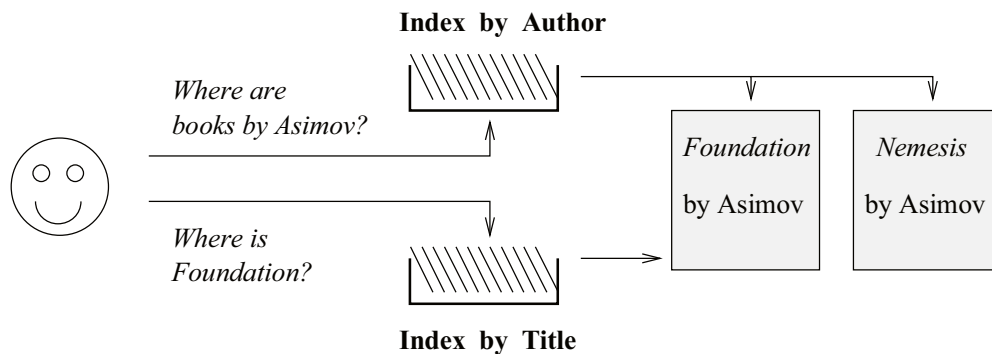 Index by Author
Where are
books by Asimov?
Foundation
by Asimov
Nemesis
by Asimov
Where is
Foundation?
Index by Title